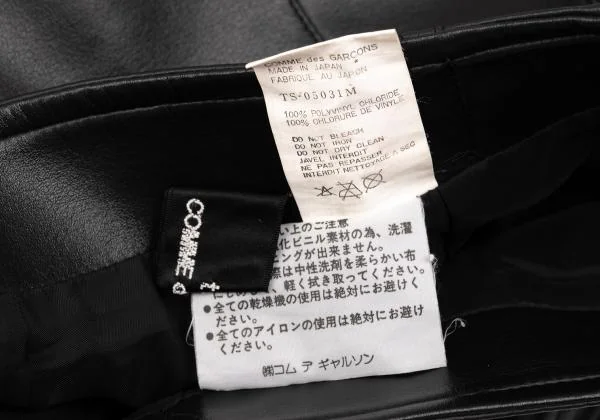 COMME des GARCONS
MADE IN JAPAN *
FABRIQUE AU JAPON
TS-05031M
100% POLYVINYL CHLORIDE
100% CHLORURE DE VINYLE
DO NOT BLEACH
DO NOT IRON
DO NOT DRY CLEAN
JAVEL INTERDIT
NE PAS REPASSER
INTERDIT NETTOYAGE A SEC
COMME
い上のご注意
化ビニル素材の為、洗濯
ングが出来ません。
際は中性洗剤を柔らかい布
にしめし、軽く拭き取ってください。
●全ての乾燥機の使用は絶対にお避けく
ださい。
●全てのアイロンの使用は絶対にお避け
ください。
㈱コム デ ギャルソン